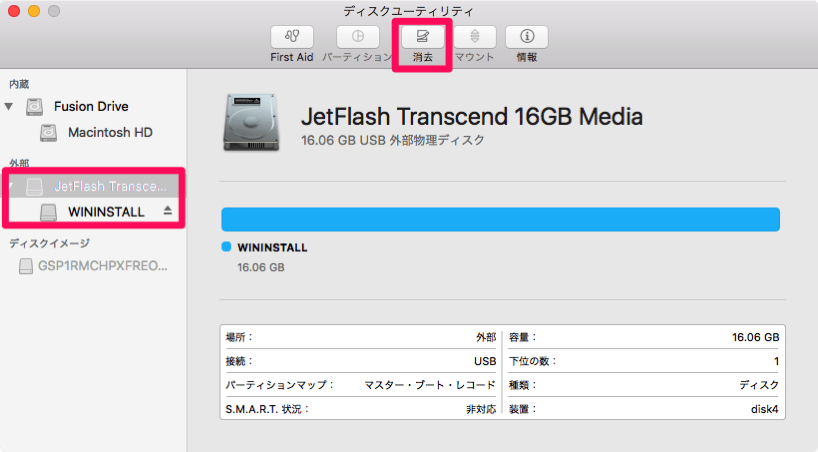 ディスクユーティリティ
First Aid パーティション 消去 マウント 情報
内蔵
Fusion Drive
Macintosh HD
外部
JetFlash Transce...
WININSTALL
ディスクイメージ
GSP1RMCHPXFREO...
JetFlash Transcend 16GB Media
16.06 GB USB 外部物理ディスク
WININSTALL
16.06 GB
場所： 外部 容量： 16.06 GB
接続： USB 下位の数： 1
パーティションマップ： マスター・ブート・レコード 種類： ディスク
S.M.A.R.T. 状況： 非対応 装置： disk4